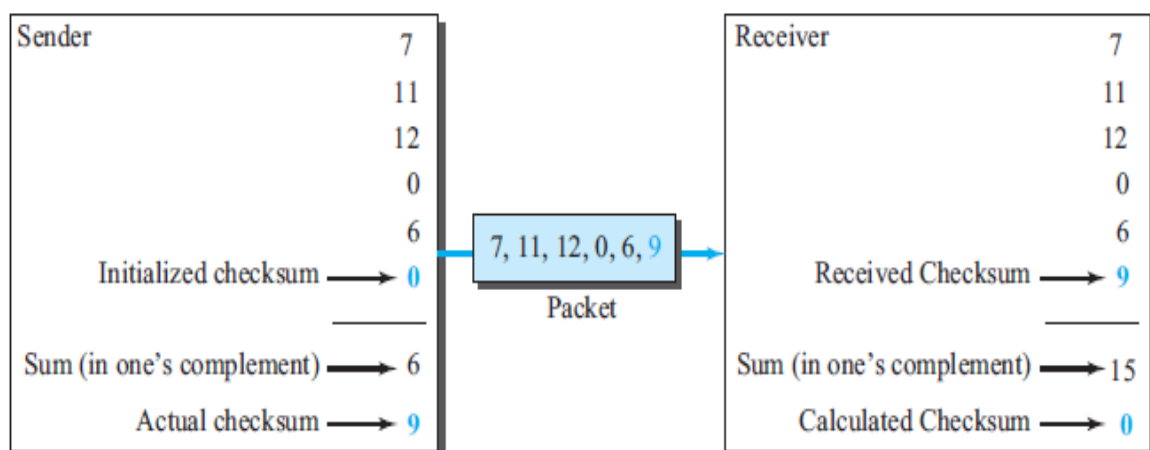 Sender
7
11
12
0
6
Initialized checksum 0
Sum (in one's complement) 6
Actual checksum 9
7, 11, 12, 0, 6, 9
Packet
Receiver
7
11
12
0
6
Received Checksum 9
Sum (in one's complement) 15
Calculated Checksum 0